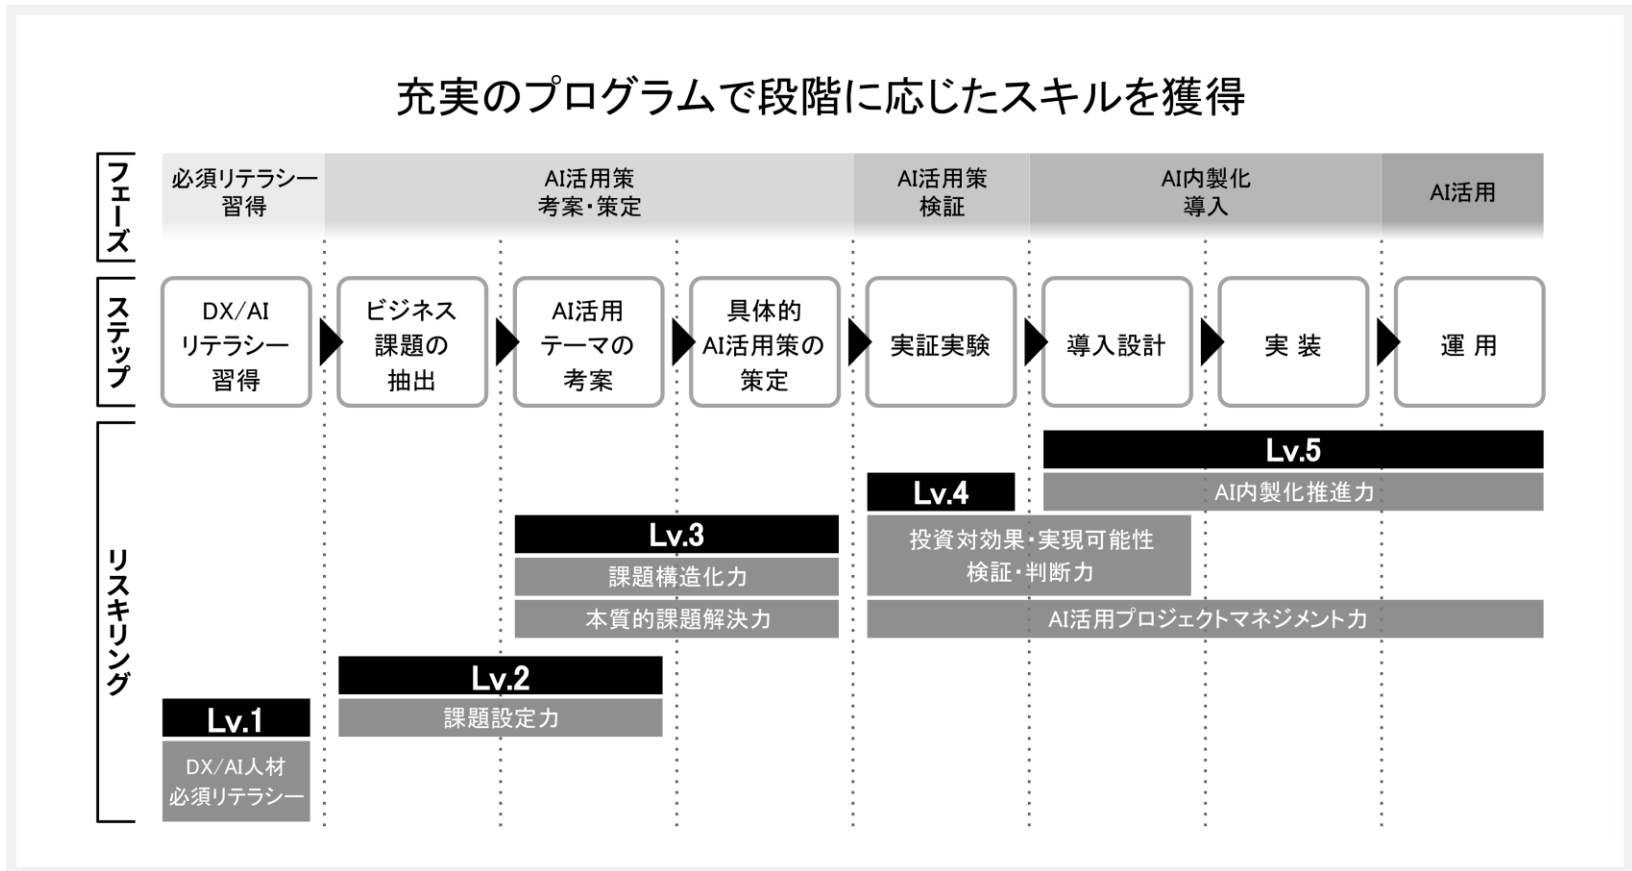 充実のプログラムで段階に応じたスキルを獲得
フェーズ
必須リテラシー
習得
AI活用策
考案・策定
AI活用策
検証
AI内製化
導入
AI活用
ステップ
DX/AI
リテラシー
習得
ビジネス
課題の
抽出
AI活用
テーマの
考案
具体的
AI活用策の
策定
実証実験
導入設計
実 装
運 用
リスキリング
Lv.5
AI内製化推進力
Lv.4
投資対効果・実現可能性
検証・判断力
AI活用プロジェクトマネジメント力
Lv.3
課題構造化力
本質的課題解決力
Lv.2
課題設定力
Lv.1
DX/AI人材
必須リテラシー